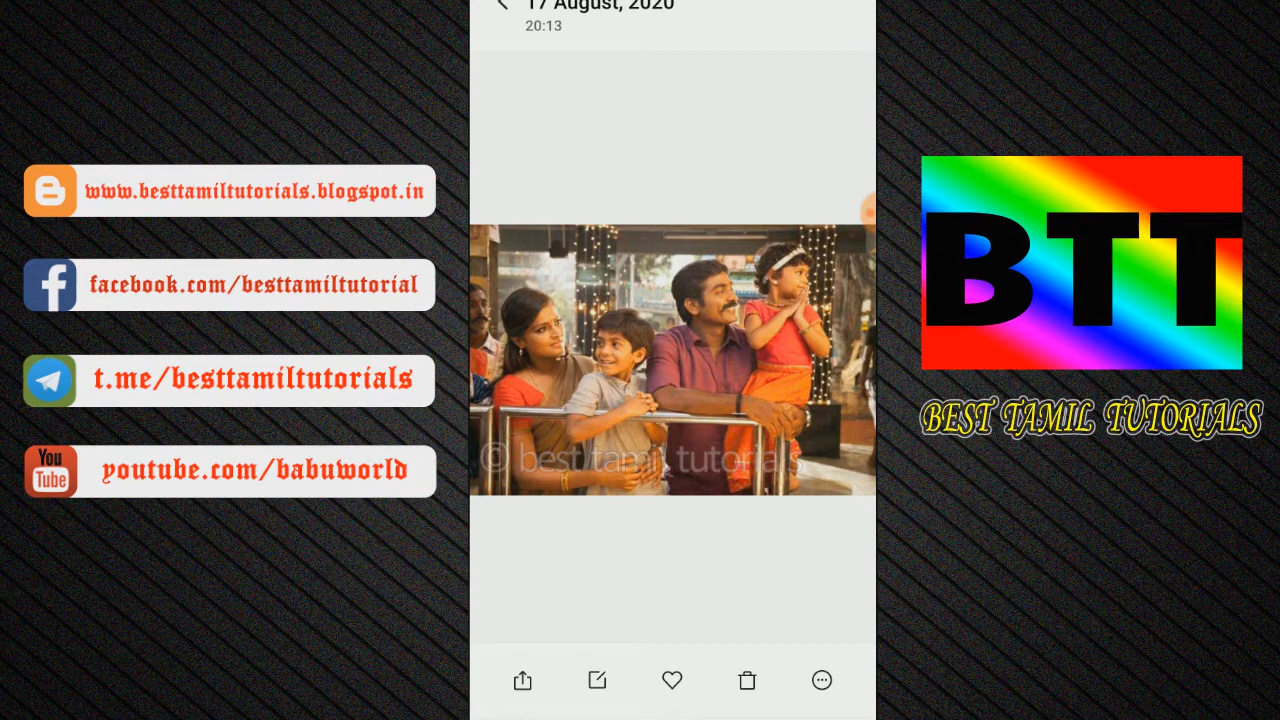 17 August, 2020
20:13
www.besttamiltutorials.blogspot.in
facebook.com/besttamiltutorial
t.me/besttamiltutorials
You
Tube
youtube.com/babuworld
© best tamil tutorials
BTT
BEST TAMIL TUTORIALS